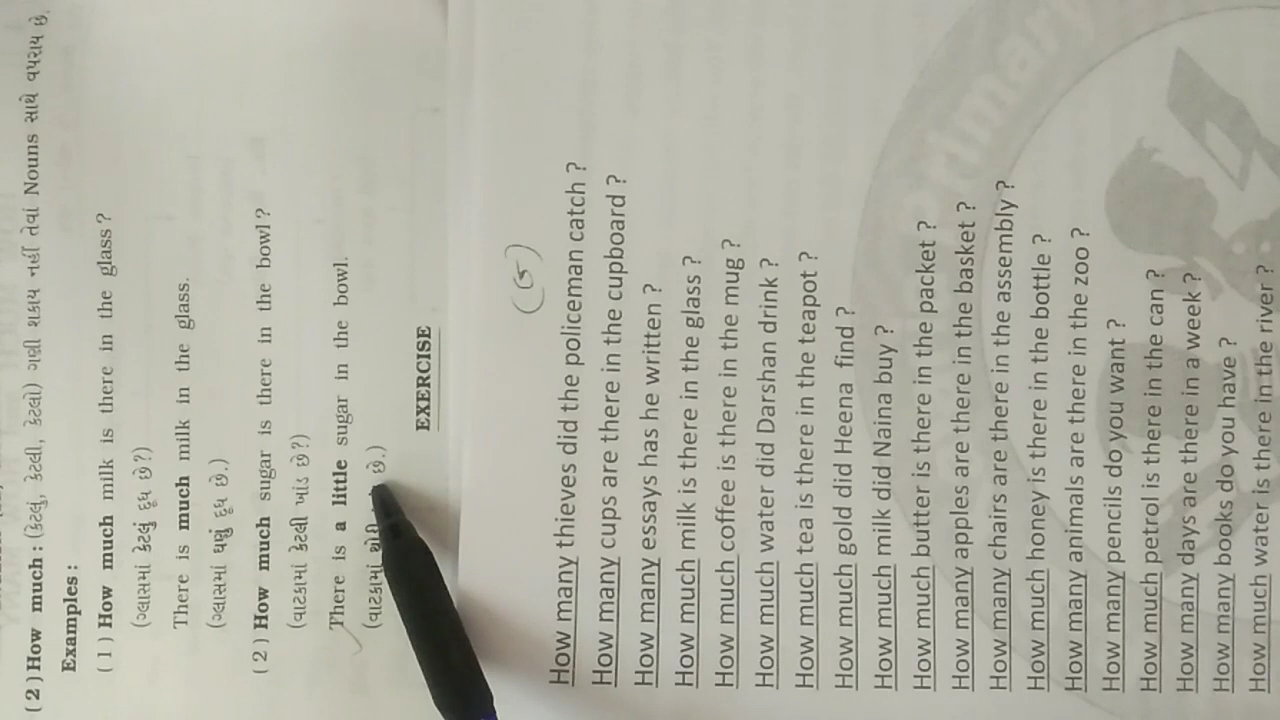 (2) How much : (કેટલું, કેટલી, કેટલો) ગણી શકાય નહીં તેવાં Nouns સાથે વપરાય છે.
Examples :
(1) How much milk is there in the glass ?
(ગ્લાસમાં કેટલું દૂધ છે?)
There is much milk in the glass.
(ગ્લાસમાં ઘણું દૂધ છે.)
(2) How much sugar is there in the bowl ?
(વાટકામાં કેટલી ખાંડ છે?)
There is a little sugar in the bowl.
(વાટકામાં છે.)
EXERCISE
(5)
How many thieves did the policeman catch ?
How many cups are there in the cupboard ?
How many essays has he written ?
How much milk is there in the glass ?
How much coffee is there in the mug ?
How much water did Darshan drink ?
How much tea is there in the teapot ?
How much gold did Heena find ?
How much milk did Naina buy ?
How much butter is there in the packet ?
How many apples are there in the basket ?
How many chairs are there in the assembly ?
How much honey is there in the bottle ?
How many animals are there in the zoo ?
How many pencils do you want ?
How much petrol is there in the can ?
How many days are there in a week ?
How many books do you have ?
How much water is there in the river ?